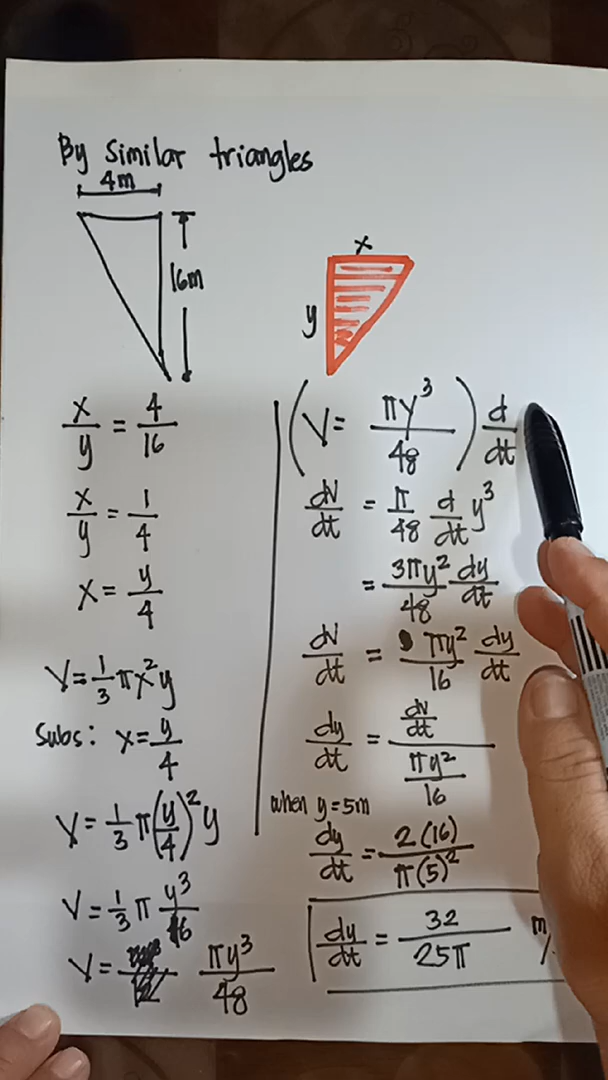 By Similar triangles
4m
16m
x
y
x/y = 4/16
x/y = 1/4
x = y/4
V = 1/3 πx²y
Subs: x = y/4
V = 1/3 π(y/4)² y
V = 1/3 π y³/16
V = πy³/48
(V = πy³/48) d/dt
dV/dt = π/48 d/dt y³
= 3πy²/48 dy/dt
dV/dt = πy²/16 dy/dt
dy/dt = dv/dt / πy²/16
when y = 5m
dy/dt = 2(16)/π(5)²
dy/dt = 32/25π m/